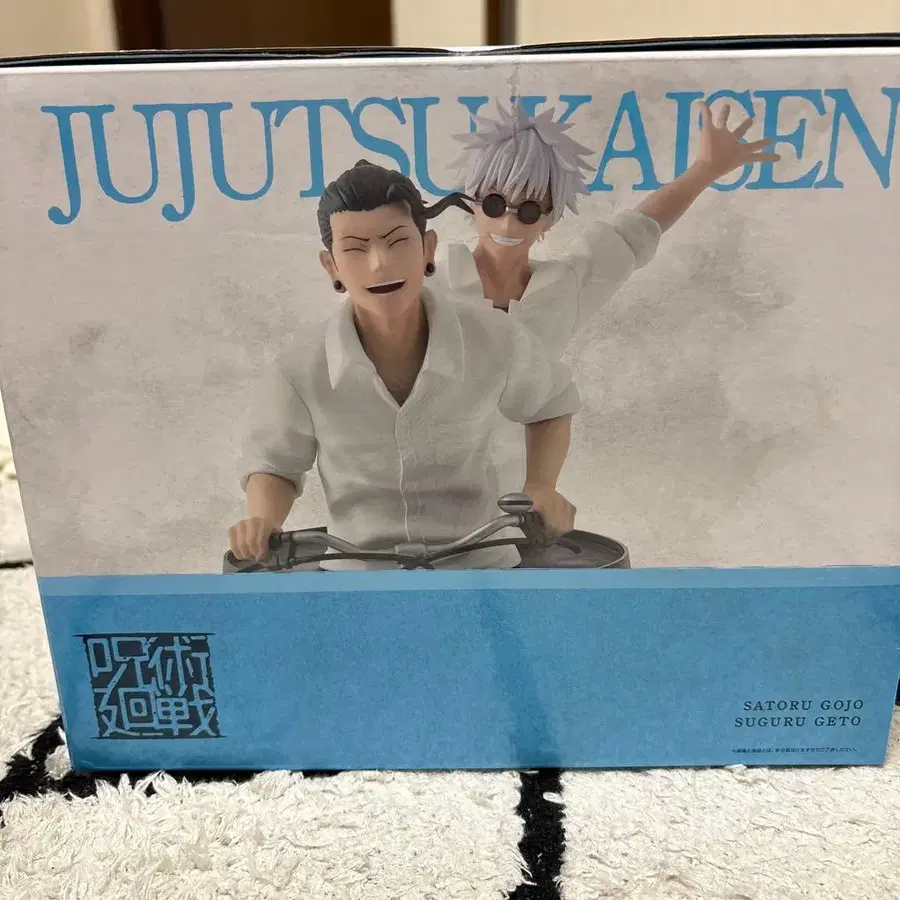 JUJUTSU KAISEN
呪術
廻戦
SATORU GOJO
SUGURU GETO